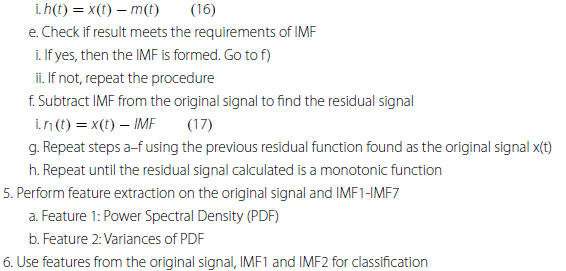 i. h(t) = x(t) − m(t) (16)
e. Check if result meets the requirements of IMF
i. If yes, then the IMF is formed. Go to f)
ii. If not, repeat the procedure
f. Subtract IMF from the original signal to find the residual signal
i. r₁(t) = x(t) − IMF (17)
g. Repeat steps a–f using the previous residual function found as the original signal x(t)
h. Repeat until the residual signal calculated is a monotonic function
5. Perform feature extraction on the original signal and IMF1-IMF7
a. Feature 1: Power Spectral Density (PDF)
b. Feature 2: Variances of PDF
6. Use features from the original signal, IMF1 and IMF2 for classification